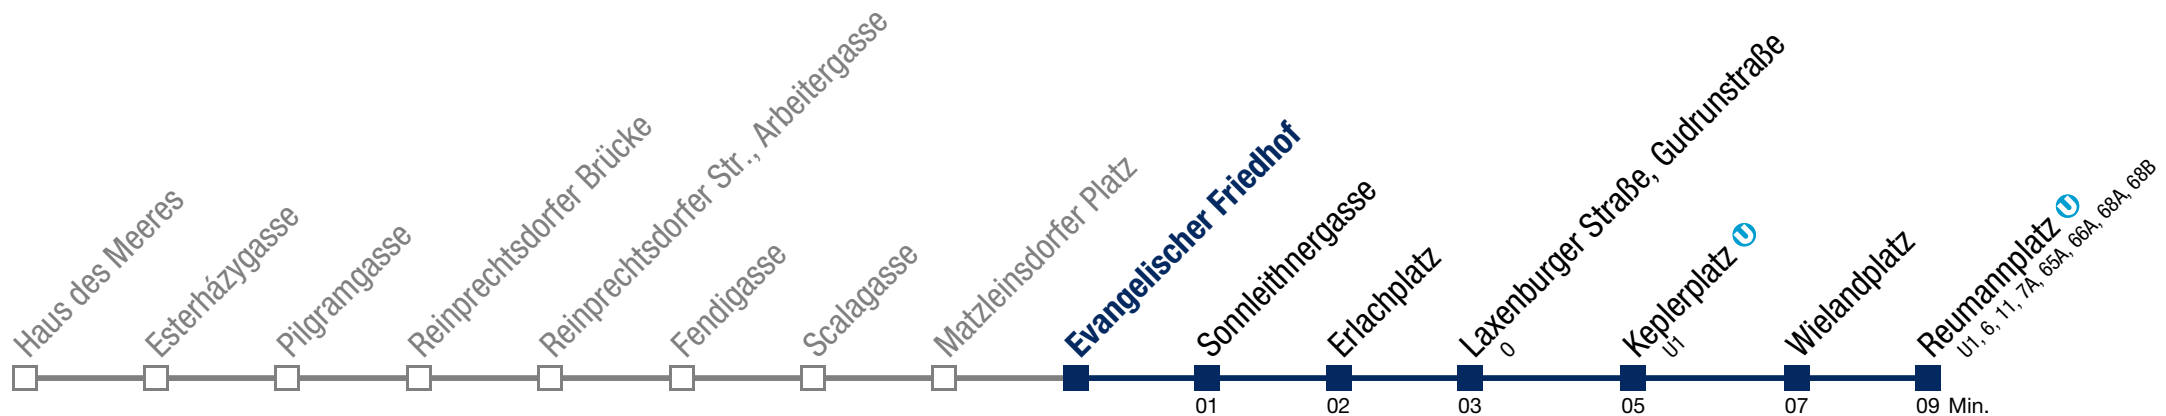 Haus des Meeres
Esterházygasse
Pilgramgasse
Reinprechtsdorfer Brücke
Reinprechtsdorfer Str., Arbeitergasse
Fendigasse
Scalagasse
Matzleinsdorfer Platz
Evangelischer Friedhof
Sonnleithnergasse
Erlachplatz
Laxenburger Straße, Gudrunstraße
O
Keplerplatz U
U1
Wielandplatz
Reumannplatz U
U1, 6, 11, 7A, 65A, 66A, 68A, 68B
01 02 03 05 07 09 Min.